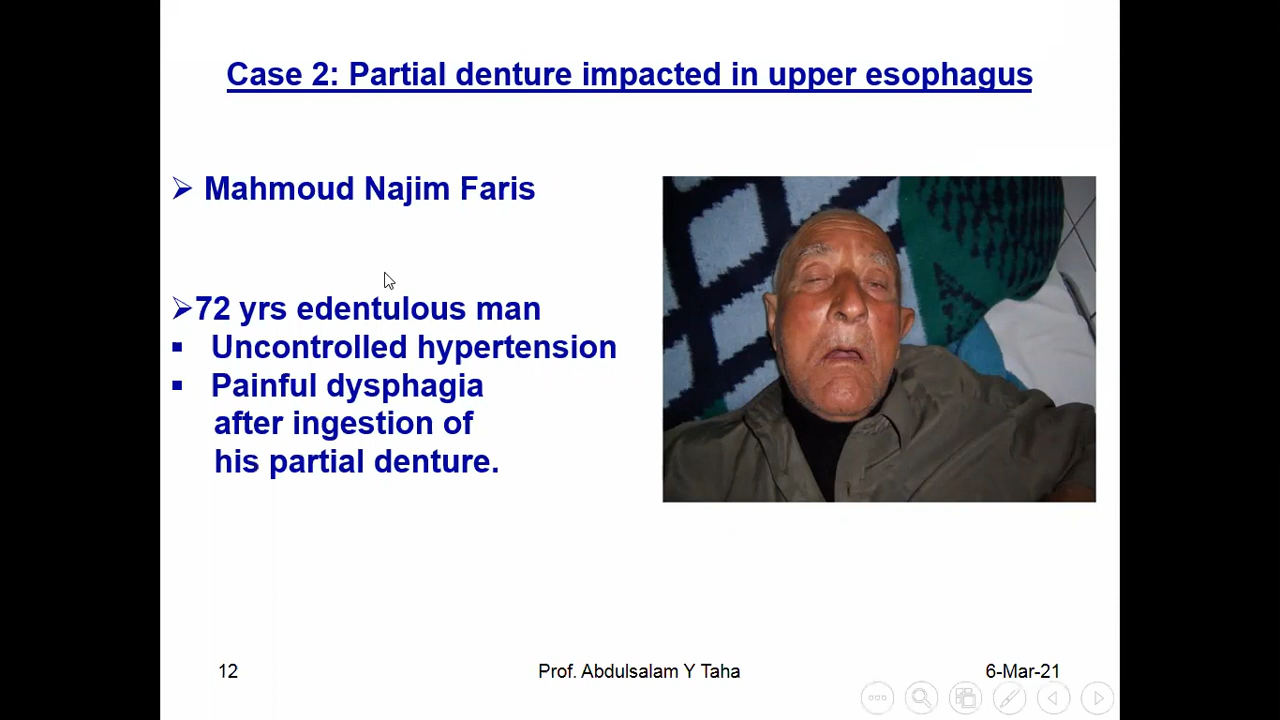 Case 2: Partial denture impacted in upper esophagus
➢ Mahmoud Najim Faris
➢72 yrs edentulous man
▪ Uncontrolled hypertension
▪ Painful dysphagia
after ingestion of
his partial denture.
12 Prof. Abdulsalam Y Taha 6-Mar-21